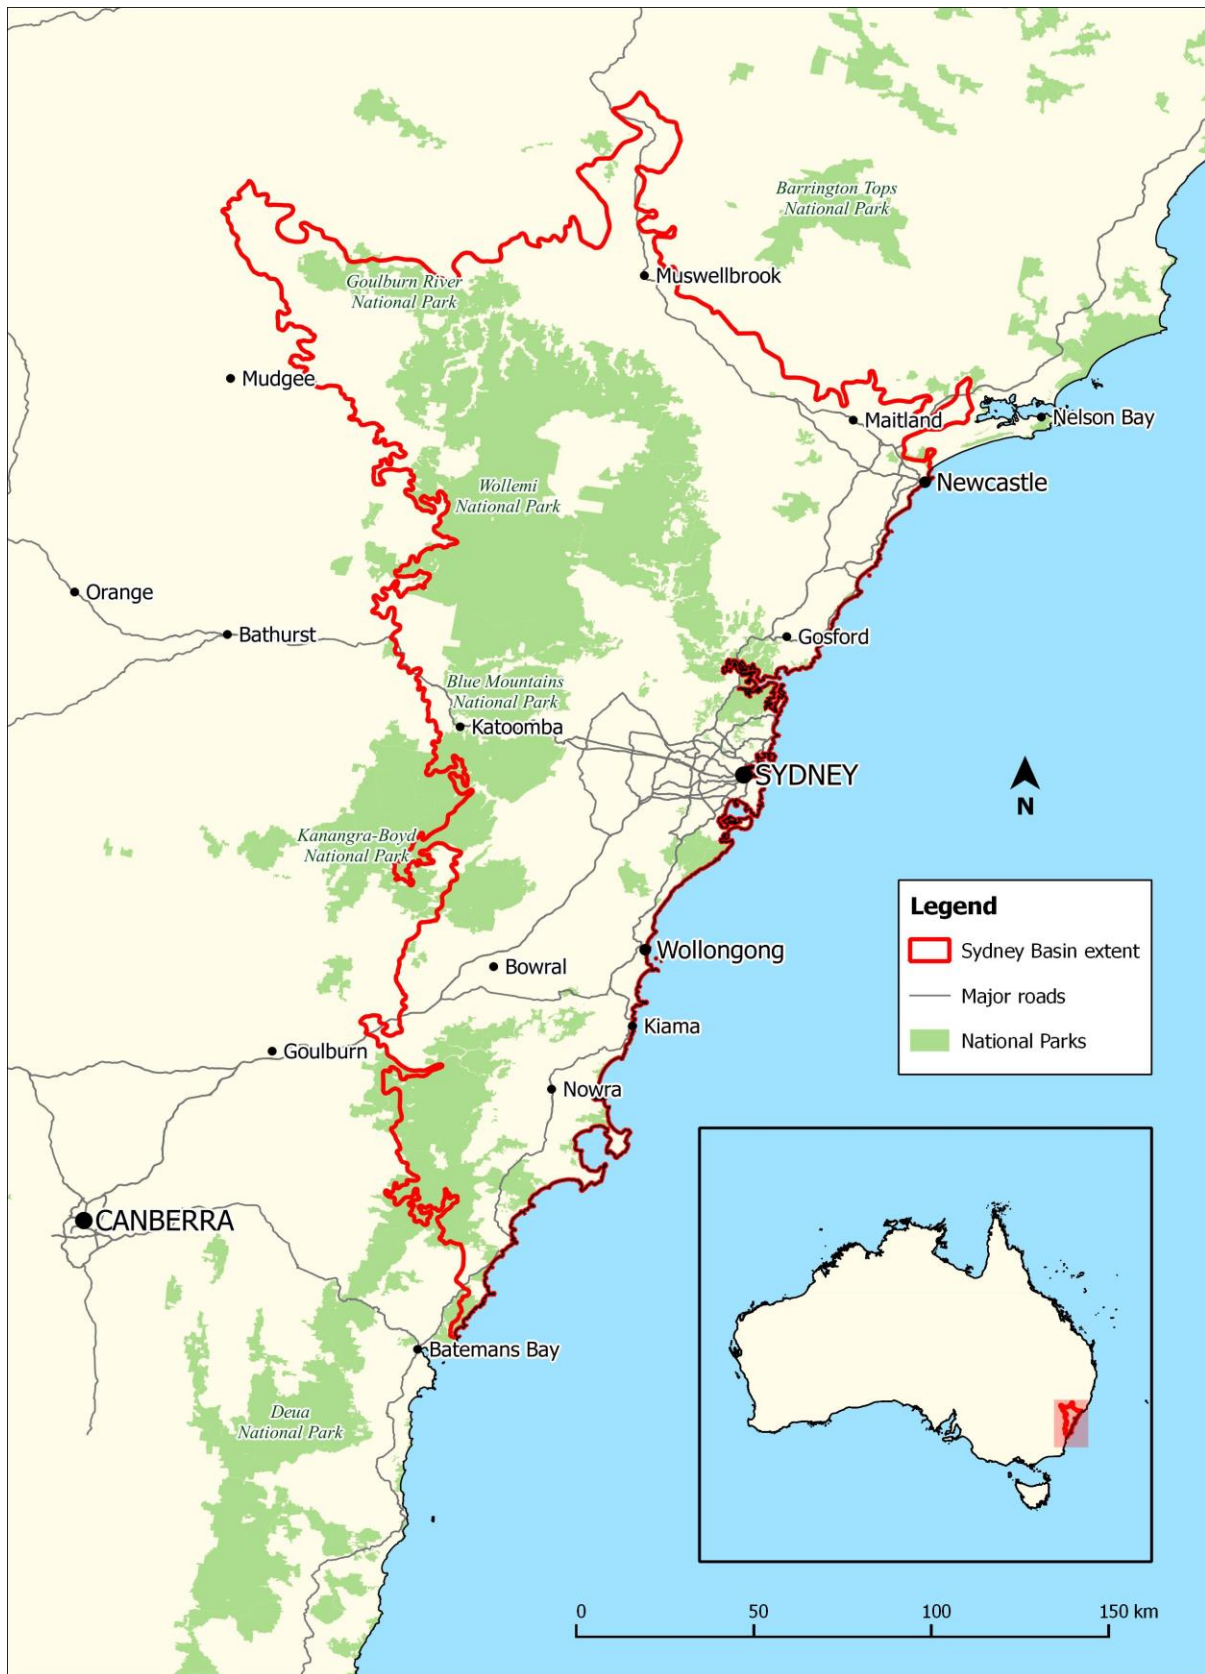 Barrington Tops
National Park
Goulburn River
National Park
Muswellbrook
Mudgee
Maitland
Nelson Bay
Wollemi
National Park
Newcastle
Orange
Bathurst
Gosford
Blue Mountains
National Park
Katoomba
SYDNEY
N
Kanangra-Boyd
National Park
Legend
Sydney Basin extent
Major roads
National Parks
Wollongong
Bowral
Kiama
Goulburn
Nowra
CANBERRA
Batemans Bay
Deua
National Park
0 50 100 150 km